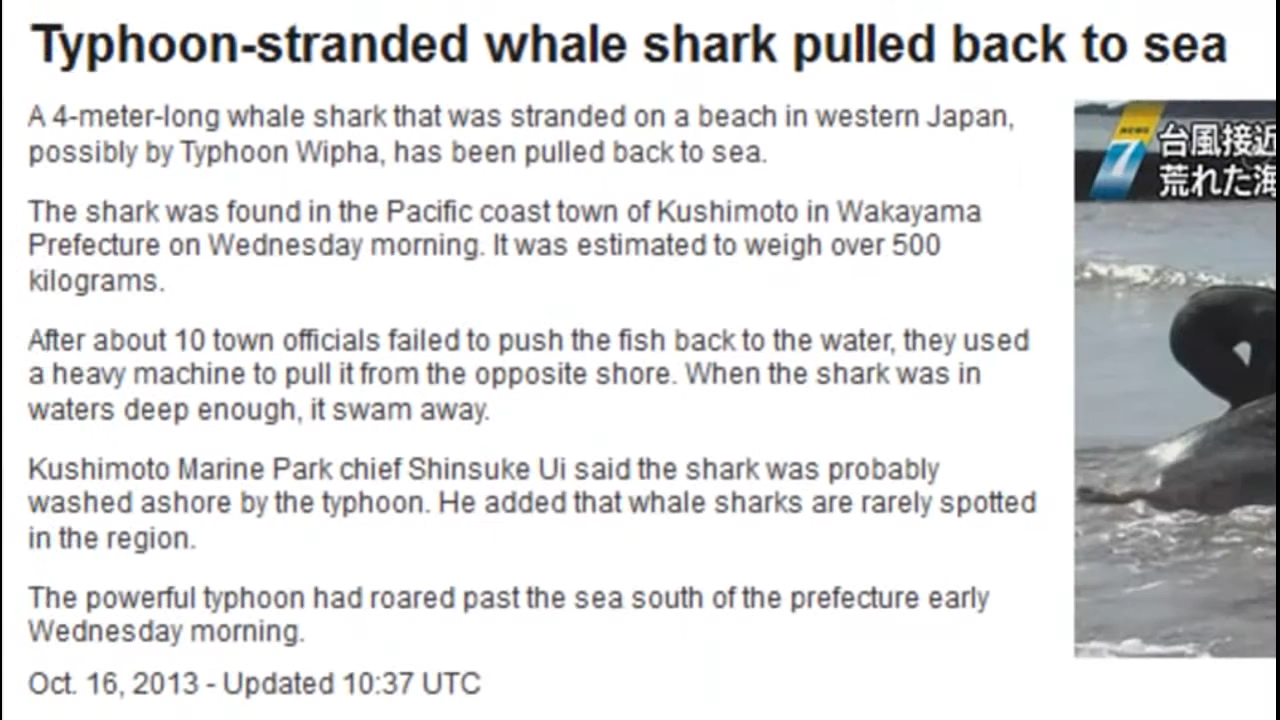 Typhoon-stranded whale shark pulled back to sea
A 4-meter-long whale shark that was stranded on a beach in western Japan,
possibly by Typhoon Wipha, has been pulled back to sea.
The shark was found in the Pacific coast town of Kushimoto in Wakayama
Prefecture on Wednesday morning. It was estimated to weigh over 500
kilograms.
After about 10 town officials failed to push the fish back to the water, they used
a heavy machine to pull it from the opposite shore. When the shark was in
waters deep enough, it swam away.
Kushimoto Marine Park chief Shinsuke Ui said the shark was probably
washed ashore by the typhoon. He added that whale sharks are rarely spotted
in the region.
The powerful typhoon had roared past the sea south of the prefecture early
Wednesday morning.
Oct. 16, 2013 - Updated 10:37 UTC
NEWS
7
台風接近
荒れた海